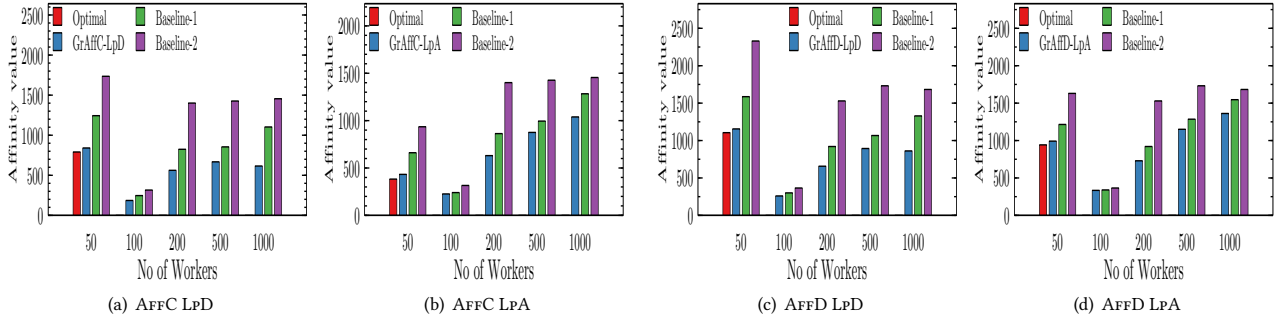 Affinity value
2500
2000
1500
1000
500
0
Optimal
GrAffC-LpD
Baseline-1
Baseline-2
50 100 200 500 1000
No of Workers
(a) AFFC LPD
Affinity value
2000
1500
1000
500
0
Optimal
GrAffC-LpA
Baseline-1
Baseline-2
50 100 200 500 1000
No of Workers
(b) AFFC LPA
Affinity value
2500
2000
1500
1000
500
0
Optimal
GrAffD-LpD
Baseline-1
Baseline-2
50 100 200 500 1000
No of Workers
(c) AFFD LPD
Affinity value
2500
2000
1500
1000
500
0
Optimal
GrAffD-LpA
Baseline-1
Baseline-2
50 100 200 500 1000
No of Workers
(d) AFFD LPA